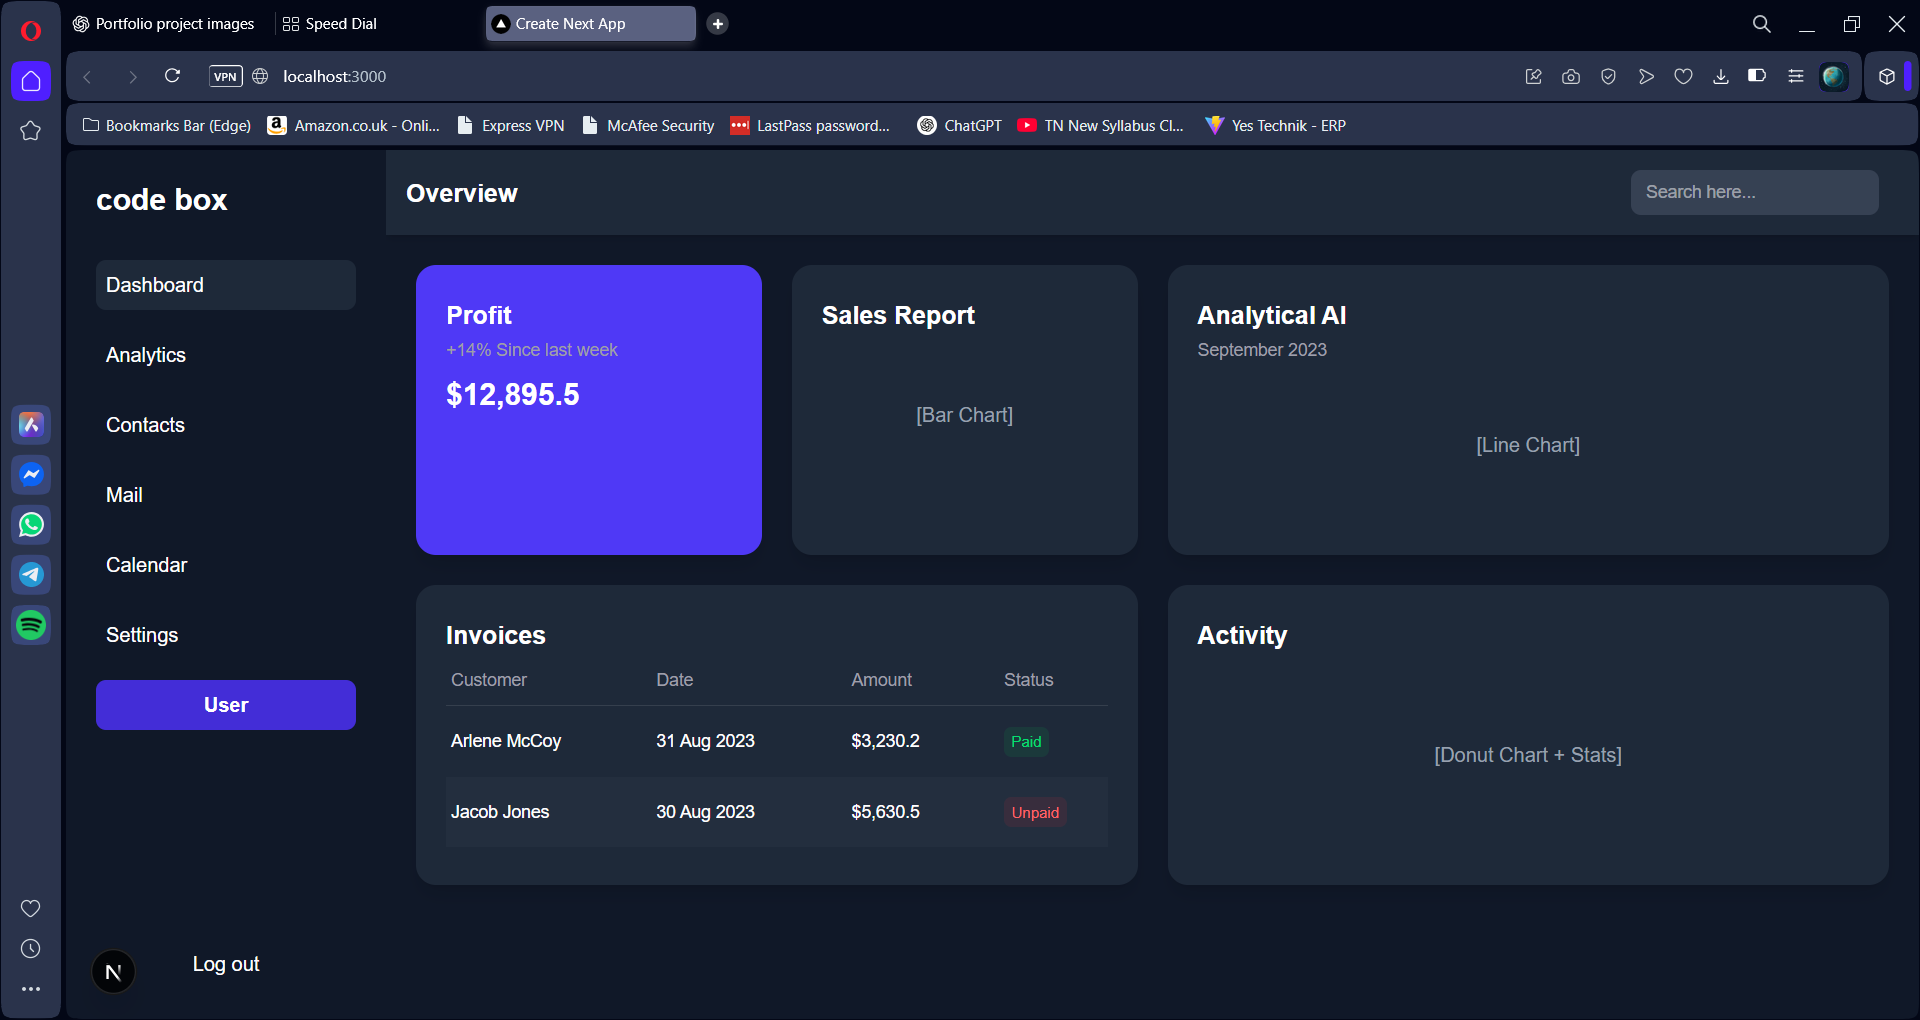 Portfolio project images
Speed Dial
Create Next App
VPN
localhost:3000
Bookmarks Bar (Edge)
Amazon.co.uk - Onli...
Express VPN
McAfee Security
LastPass password...
ChatGPT
TN New Syllabus Cl...
Yes Technik - ERP
code box
Dashboard
Analytics
Contacts
Mail
Calendar
Settings
User
N
Log out
Overview
Search here...
Profit
+14% Since last week
$12,895.5
Sales Report
[Bar Chart]
Analytical AI
September 2023
[Line Chart]
Invoices
Customer Date Amount Status
Arlene McCoy 31 Aug 2023 $3,230.2 Paid
Jacob Jones 30 Aug 2023 $5,630.5 Unpaid
Activity
[Donut Chart + Stats]